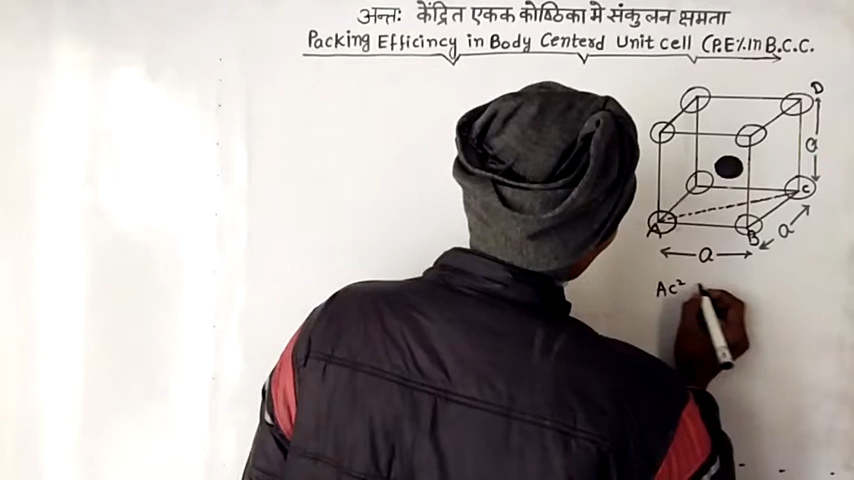 अन्तः केंद्रित एकक कोष्ठिका मे संकुलन क्षमता
Packing Efficincy in Body Centerd Unit cell (P.E%.In B.C.C.
D
a
C
A
B
a
a
Ac²